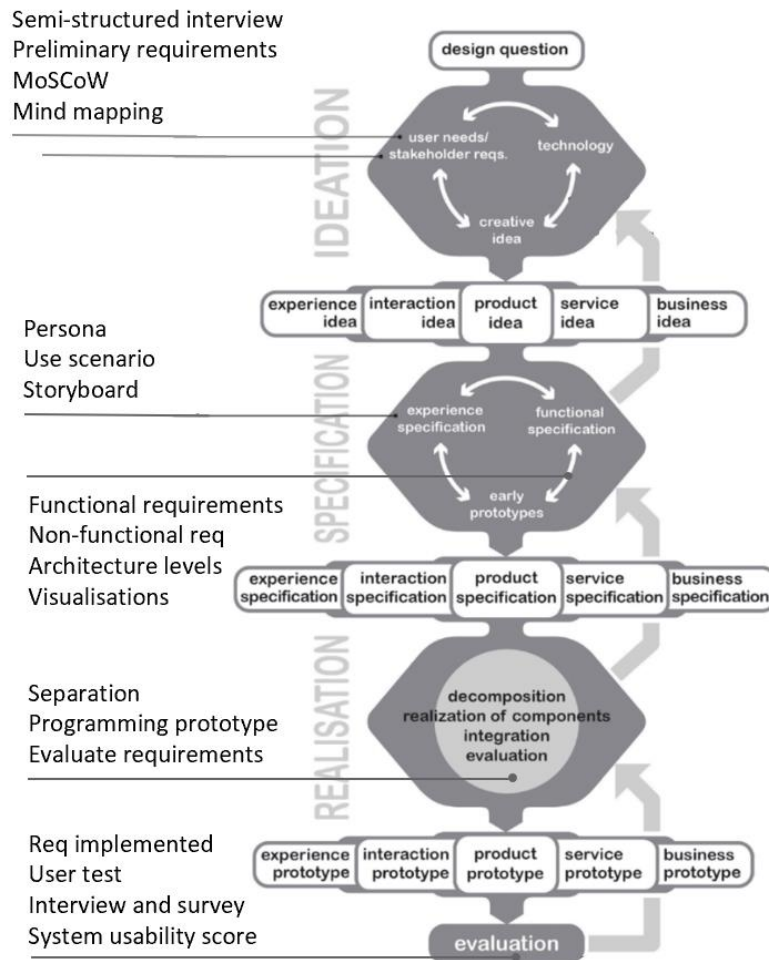 Semi-structured interview
Preliminary requirements
MoSCoW
Mind mapping
design question
IDEATION
user needs/
stakeholder reqs.
technology
creative
idea
experience
idea
interaction
idea
product
idea
service
idea
business
idea
Persona
Use scenario
Storyboard
SPECIFICATION
experience
specification
functional
specification
early
prototypes
Functional requirements
Non-functional req
Architecture levels
Visualisations
experience
specification
interaction
specification
product
specification
service
specification
business
specification
Separation
Programming prototype
Evaluate requirements
REALISATION
decomposition
realization of components
integration
evaluation
Req implemented
User test
Interview and survey
System usability score
experience
prototype
interaction
prototype
product
prototype
service
prototype
business
prototype
evaluation